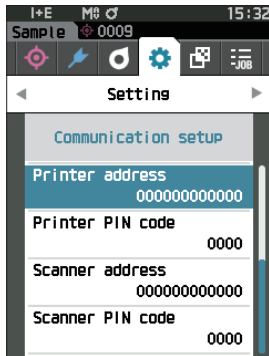 I+E M0 15:32
Sample 0009
-JOB
Setting
Communication setup
Printer address
000000000000
Printer PIN code
0000
Scanner address
000000000000
Scanner PIN code
0000